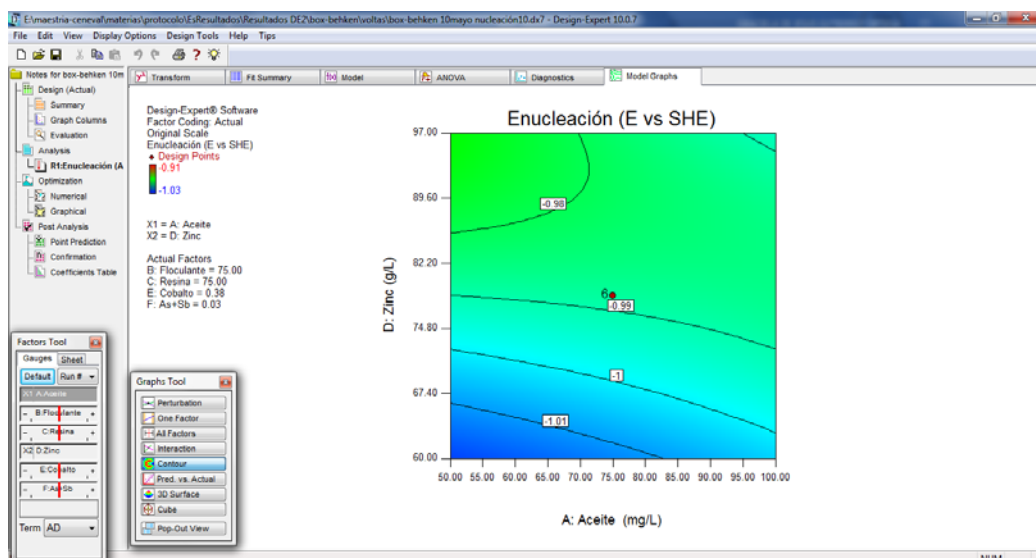 E:\maestria-ceneval\materias\protocolo\EsResultados\Resultados DE2\box-behken\voltas\box-behken 10mayo nucleación10.dx7 - Design-Expert 10.0.7
File Edit View Display Options Design Tools Help Tips
Notes for box-behken 10m
Design (Actual)
Summary
Graph Columns
Evaluation
Analysis
R1:Enucleación (A
Optimization
Numerical
Graphical
Post Analysis
Point Prediction
Confirmation
Coefficients Table
Transform
Fit Summary
f(x) Model
ANOVA
Diagnostics
Model Graphs
Design-Expert® Software
Factor Coding: Actual
Original Scale
Enucleación (E vs SHE)
Design Points
-0.91
-1.03
X1 = A: Aceite
X2 = D: Zinc
Actual Factors
B: Floculante = 75.00
C: Resina = 75.00
E: Cobalto = 0.38
F: As+Sb = 0.03
Factors Tool
Gauges Sheet
Default Run #
X1 A:Aceite
B:Floculante
C:Resina
X2 D:Zinc
E:Cobalto
F:As+Sb
Term AD
Graphs Tool
Perturbation
One Factor
All Factors
Interaction
Contour
Pred. vs. Actual
3D Surface
Cube
Pop-Out View
Enucleación (E vs SHE)
D: Zinc (g/L)
97.00
89.60
82.20
74.80
67.40
60.00
-0.98
6
-0.99
-1
-1.01
50.00 55.00 60.00 65.00 70.00 75.00 80.00 85.00 90.00 95.00 100.00
A: Aceite (mg/L)
NUM